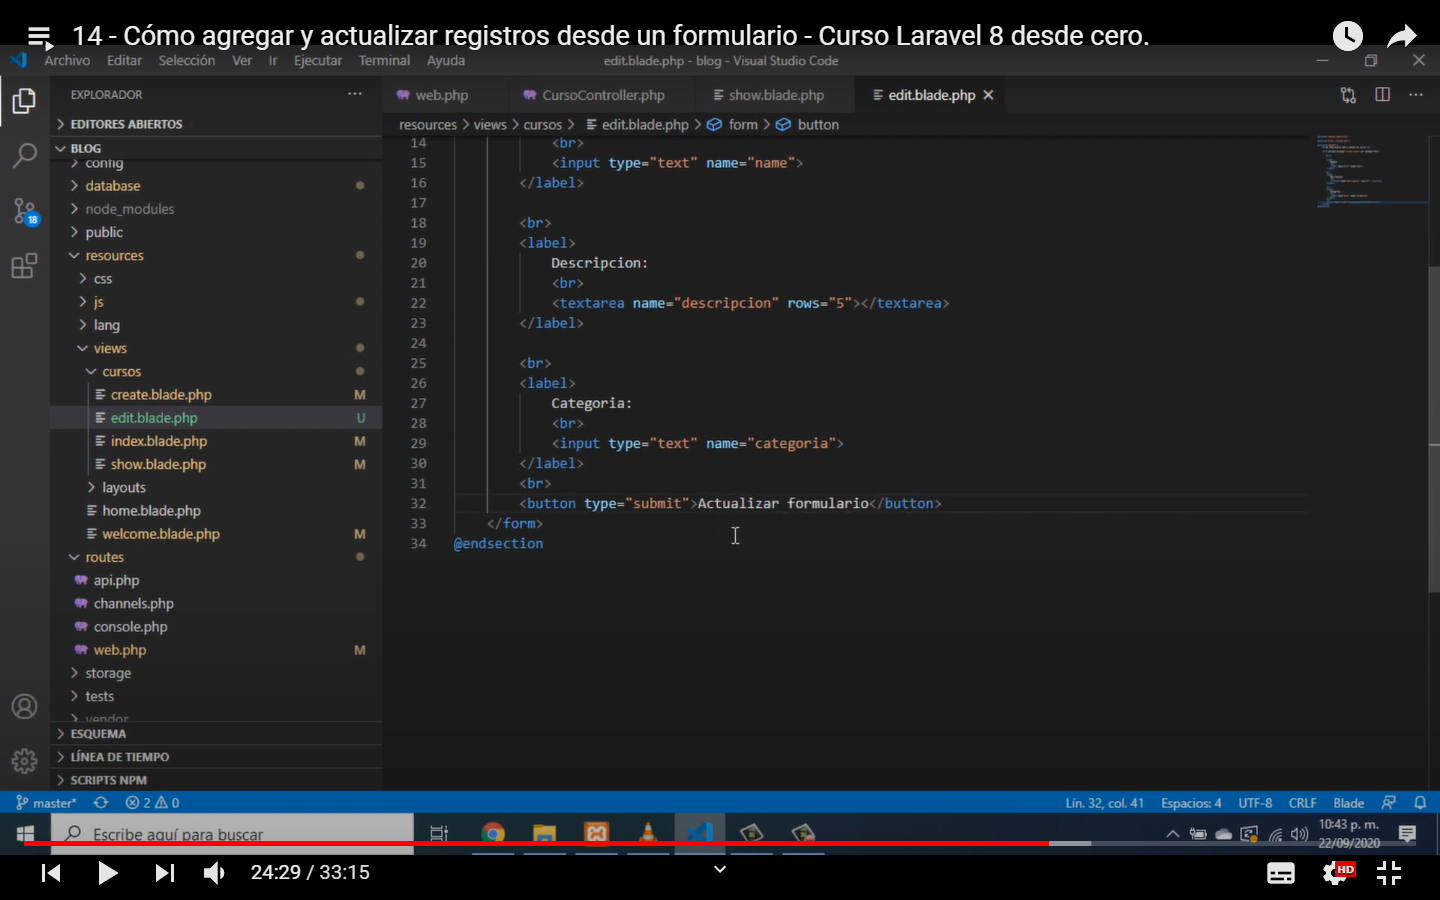 14 - Cómo agregar y actualizar registros desde un formulario - Curso Laravel 8 desde cero.
Archivo Editar Selección Ver Ir Ejecutar Terminal Ayuda edit.blade.php - blog - Visual Studio Code
EXPLORADOR
web.php CursoController.php show.blade.php edit.blade.php
EDITORES ABIERTOS
resources > views > cursos > edit.blade.php > form > button
BLOG
config
database
node_modules
public
resources
css
js
lang
views
cursos
create.blade.php M
edit.blade.php U
index.blade.php M
show.blade.php M
layouts
home.blade.php
welcome.blade.php M
routes
api.php
channels.php
console.php
web.php M
storage
tests
vendor
ESQUEMA
LÍNEA DE TIEMPO
SCRIPTS NPM
18
14 <br>
15 <input type="text" name="name">
16 </label>
17
18 <br>
19 <label>
20 Descripcion:
21 <br>
22 <textarea name="descripcion" rows="5"></textarea>
23 </label>
24
25 <br>
26 <label>
27 Categoria:
28 <br>
29 <input type="text" name="categoria">
30 </label>
31 <br>
32 <button type="submit">Actualizar formulario</button>
33 </form>
34 @endsection
master* 2 0 Lín. 32, col. 41 Espacios: 4 UTF-8 CRLF Blade
Escribe aquí para buscar
10:43 p. m.
22/09/2020
24:29 / 33:15
HD